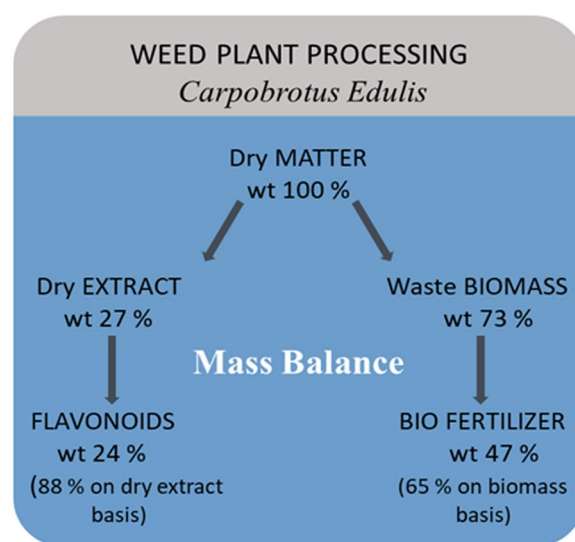 WEED PLANT PROCESSING
Carpobrotus Edulis
Dry MATTER
wt 100 %
Dry EXTRACT
wt 27 %
Waste BIOMASS
wt 73 %
Mass Balance
FLAVONOIDS
wt 24 %
(88 % on dry extract
basis)
BIO FERTILIZER
wt 47 %
(65 % on biomass
basis)